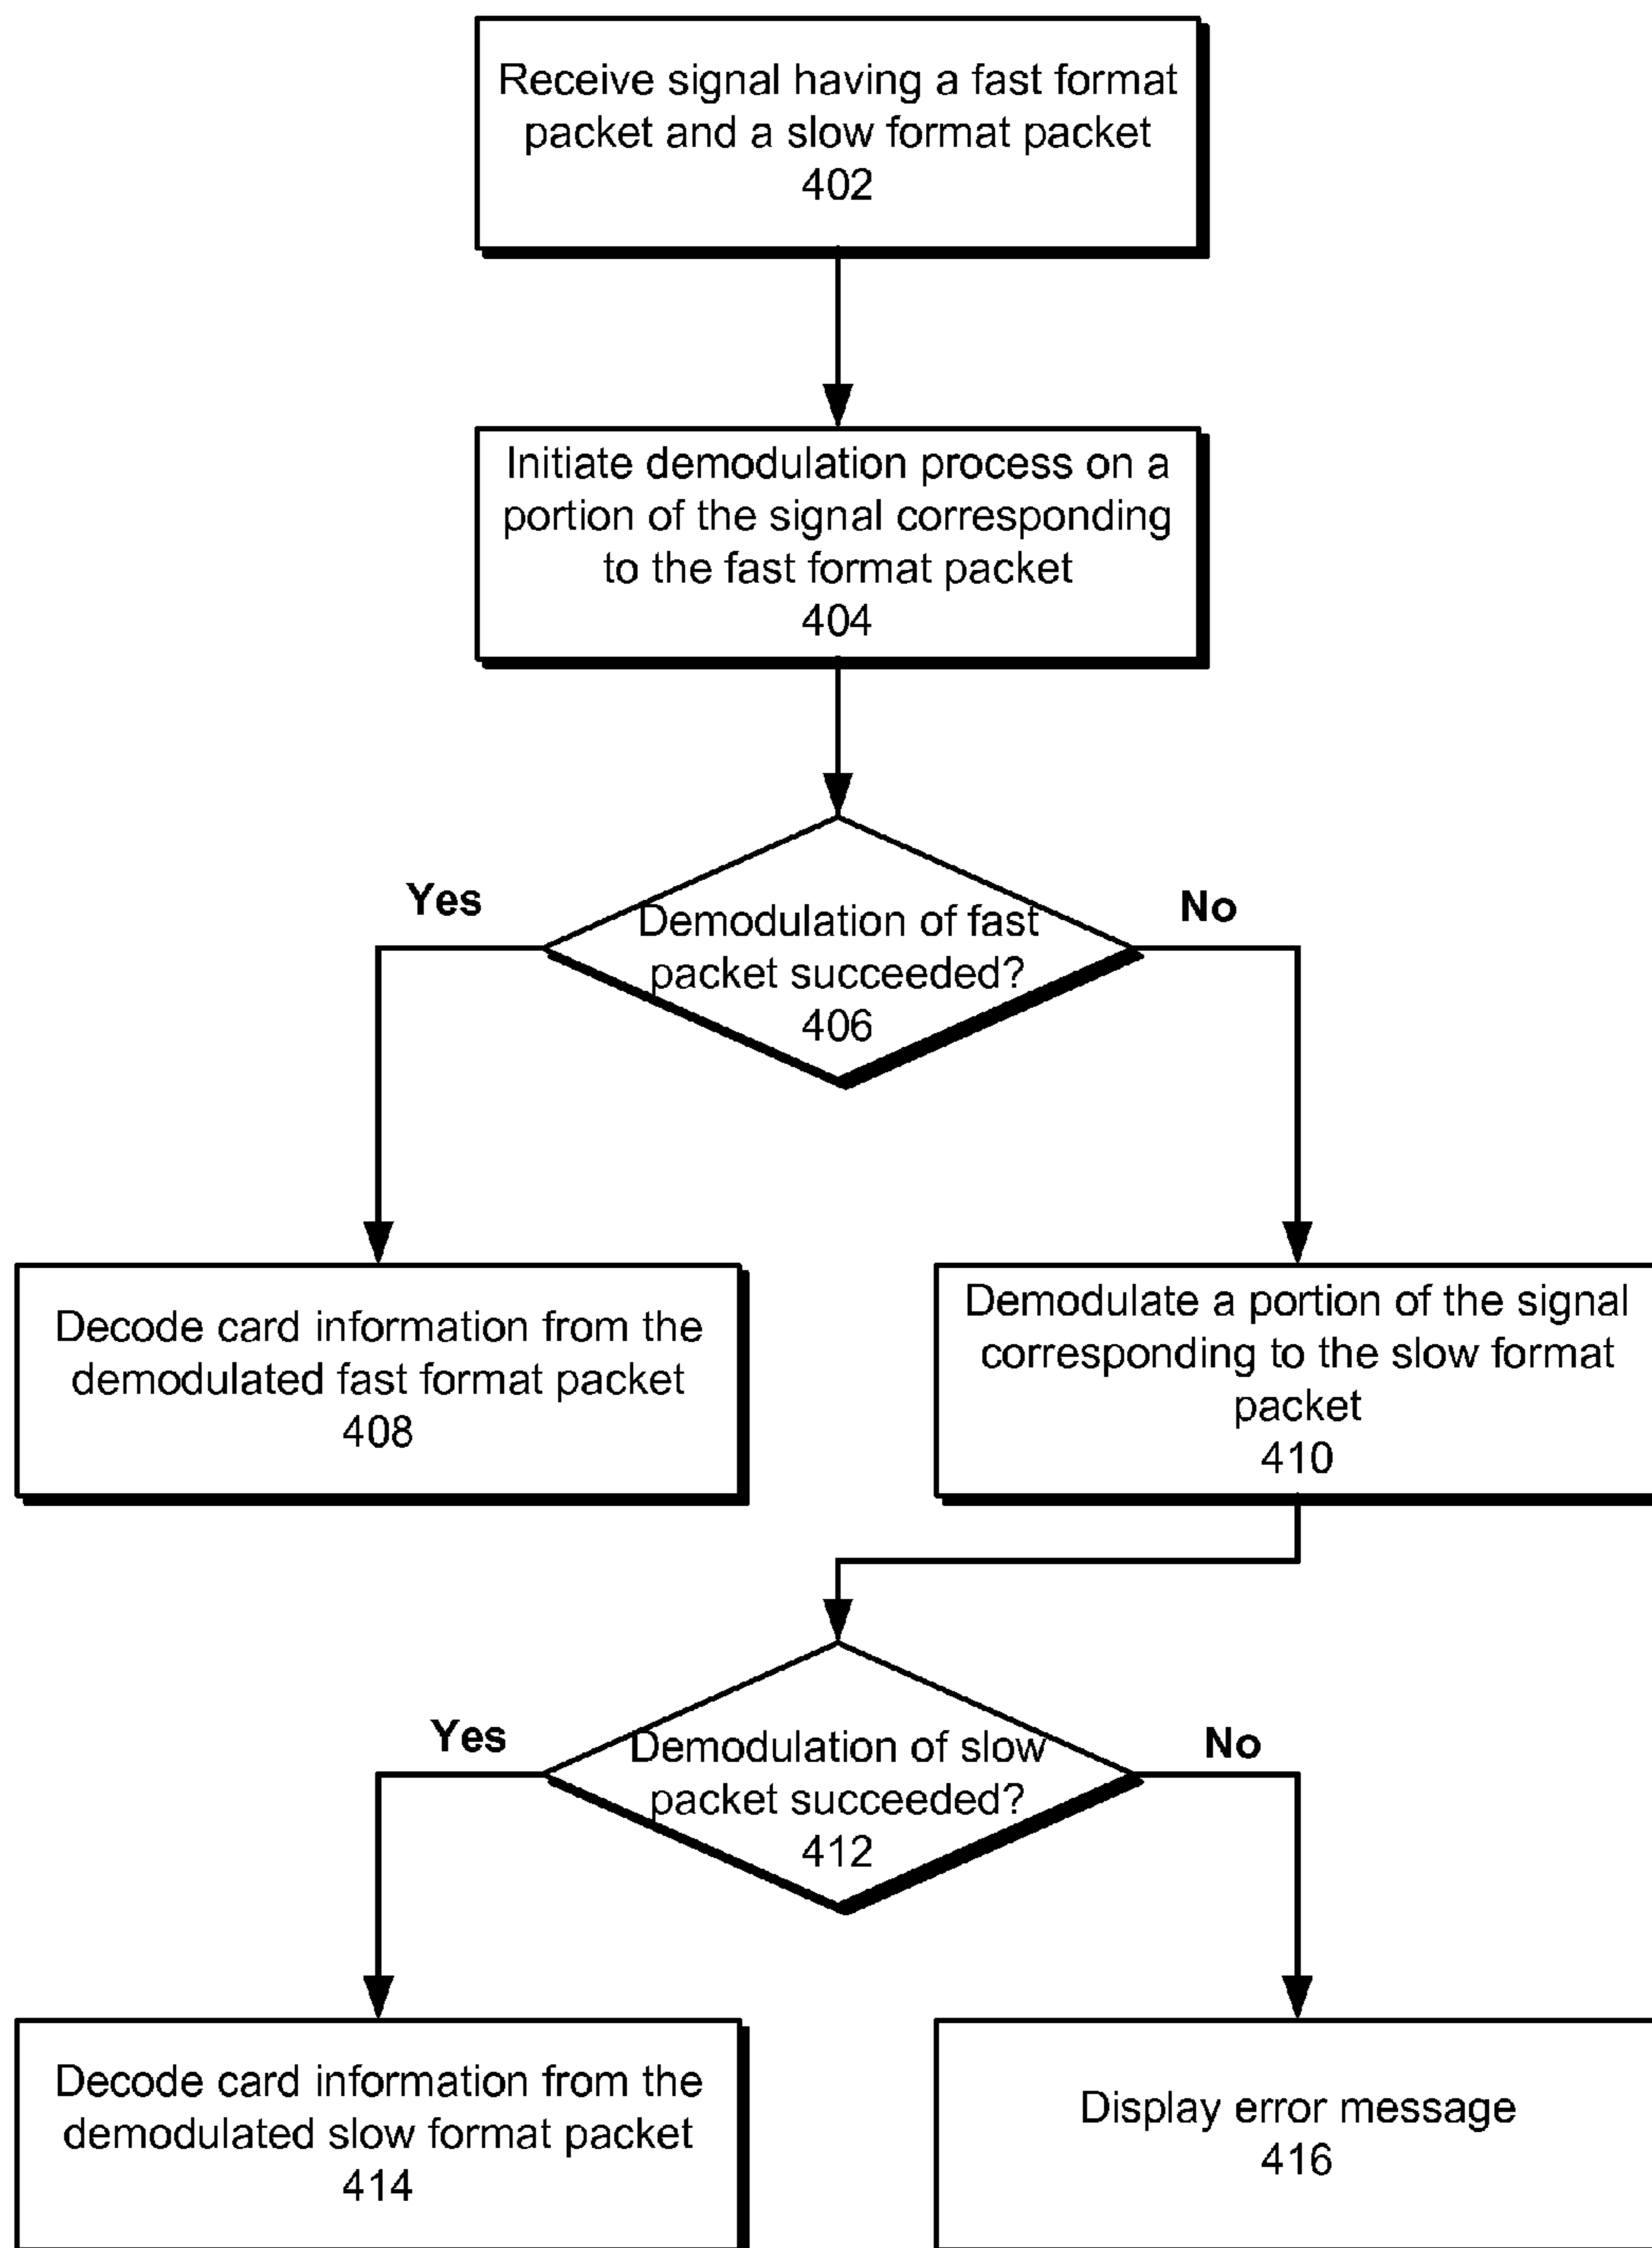 Receive signal having a fast format
packet and a slow format packet
402
Initiate demodulation process on a
portion of the signal corresponding
to the fast format packet
404
Yes
No
Demodulation of fast
packet succeeded?
406
Decode card information from the
demodulated fast format packet
408
Demodulate a portion of the signal
corresponding to the slow format
packet
410
Yes
No
Demodulation of slow
packet succeeded?
412
Decode card information from the
demodulated slow format packet
414
Display error message
416